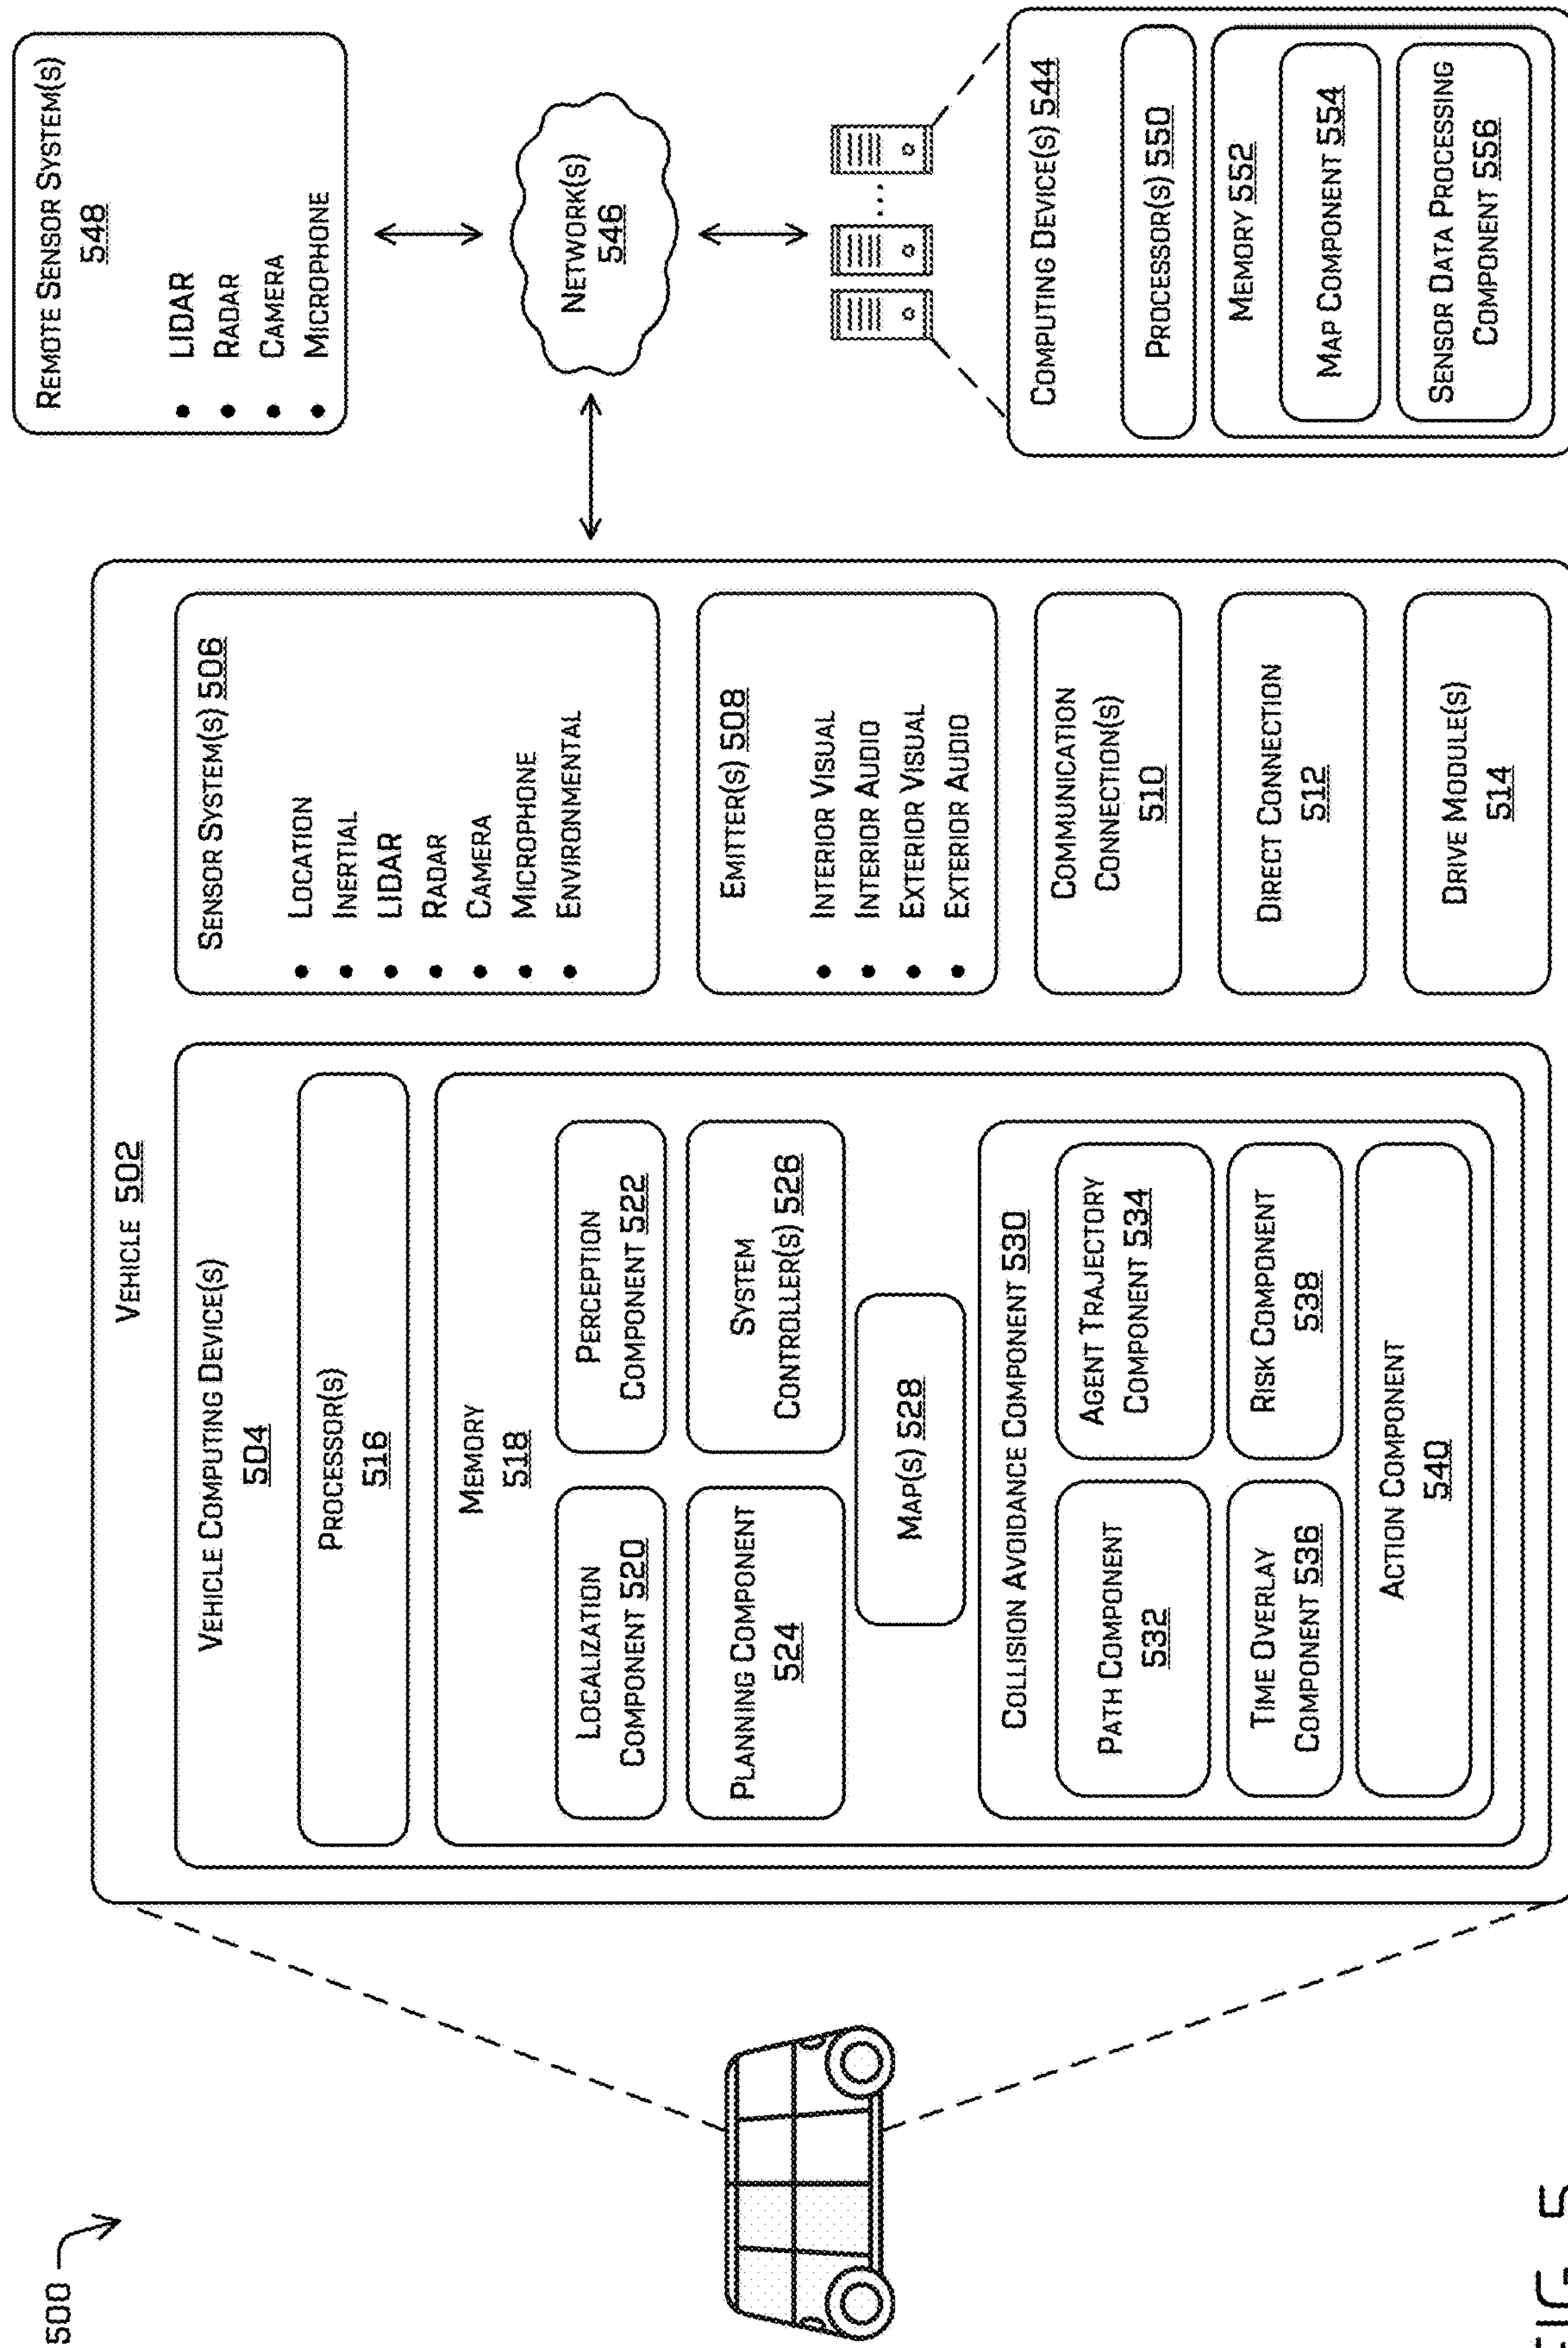 500
VEHICLE 502
VEHICLE COMPUTING DEVICE(S)
504
PROCESSOR(S)
516
MEMORY
518
LOCALIZATION
COMPONENT 520
PERCEPTION
COMPONENT 522
PLANNING COMPONENT
524
SYSTEM
CONTROLLER(S) 526
MAP(S) 528
COLLISION AVOIDANCE COMPONENT 530
PATH COMPONENT
532
AGENT TRAJECTORY
COMPONENT 534
TIME OVERLAY
COMPONENT 536
RISK COMPONENT
538
ACTION COMPONENT
540
SENSOR SYSTEM(S) 506
• LOCATION
• INERTIAL
• LIDAR
• RADAR
• CAMERA
• MICROPHONE
• ENVIRONMENTAL
EMITTER(S) 508
• INTERIOR VISUAL
• INTERIOR AUDIO
• EXTERIOR VISUAL
• EXTERIOR AUDIO
COMMUNICATION
CONNECTION(S)
510
DIRECT CONNECTION
512
DRIVE MODULE(S)
514
REMOTE SENSOR SYSTEM(S)
548
• LIDAR
• RADAR
• CAMERA
• MICROPHONE
NETWORK(S)
546
...
COMPUTING DEVICE(S) 544
PROCESSOR(S) 550
MEMORY 552
MAP COMPONENT 554
SENSOR DATA PROCESSING
COMPONENT 556
FIG. 5